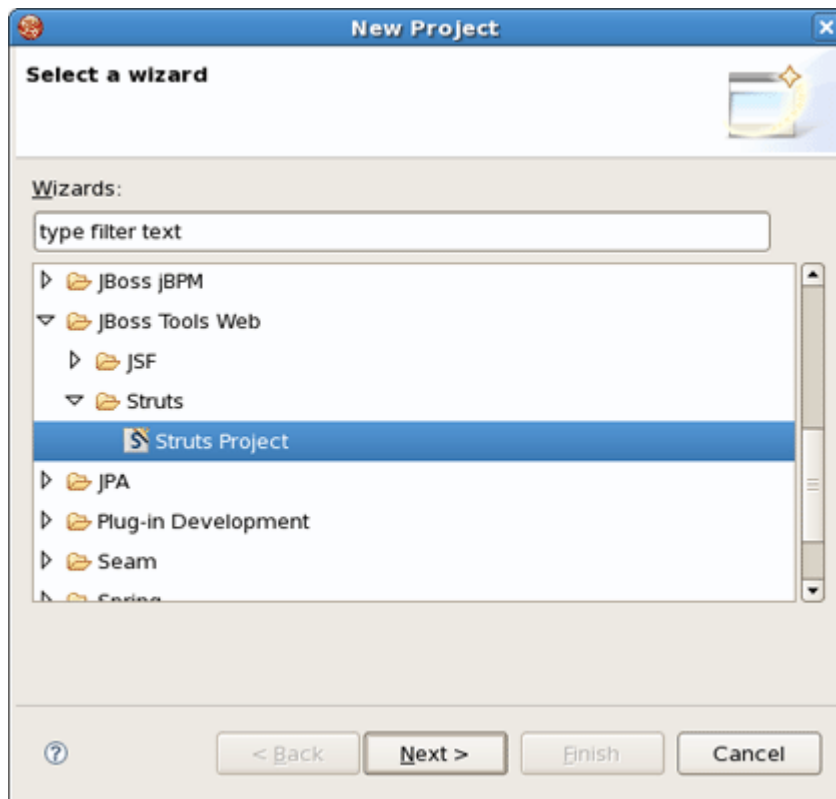 New Project
Select a wizard
Wizards:
type filter text
JBoss jBPM
JBoss Tools Web
JSF
Struts
Struts Project
JPA
Plug-in Development
Seam
Spring
< Back Next > Finish Cancel